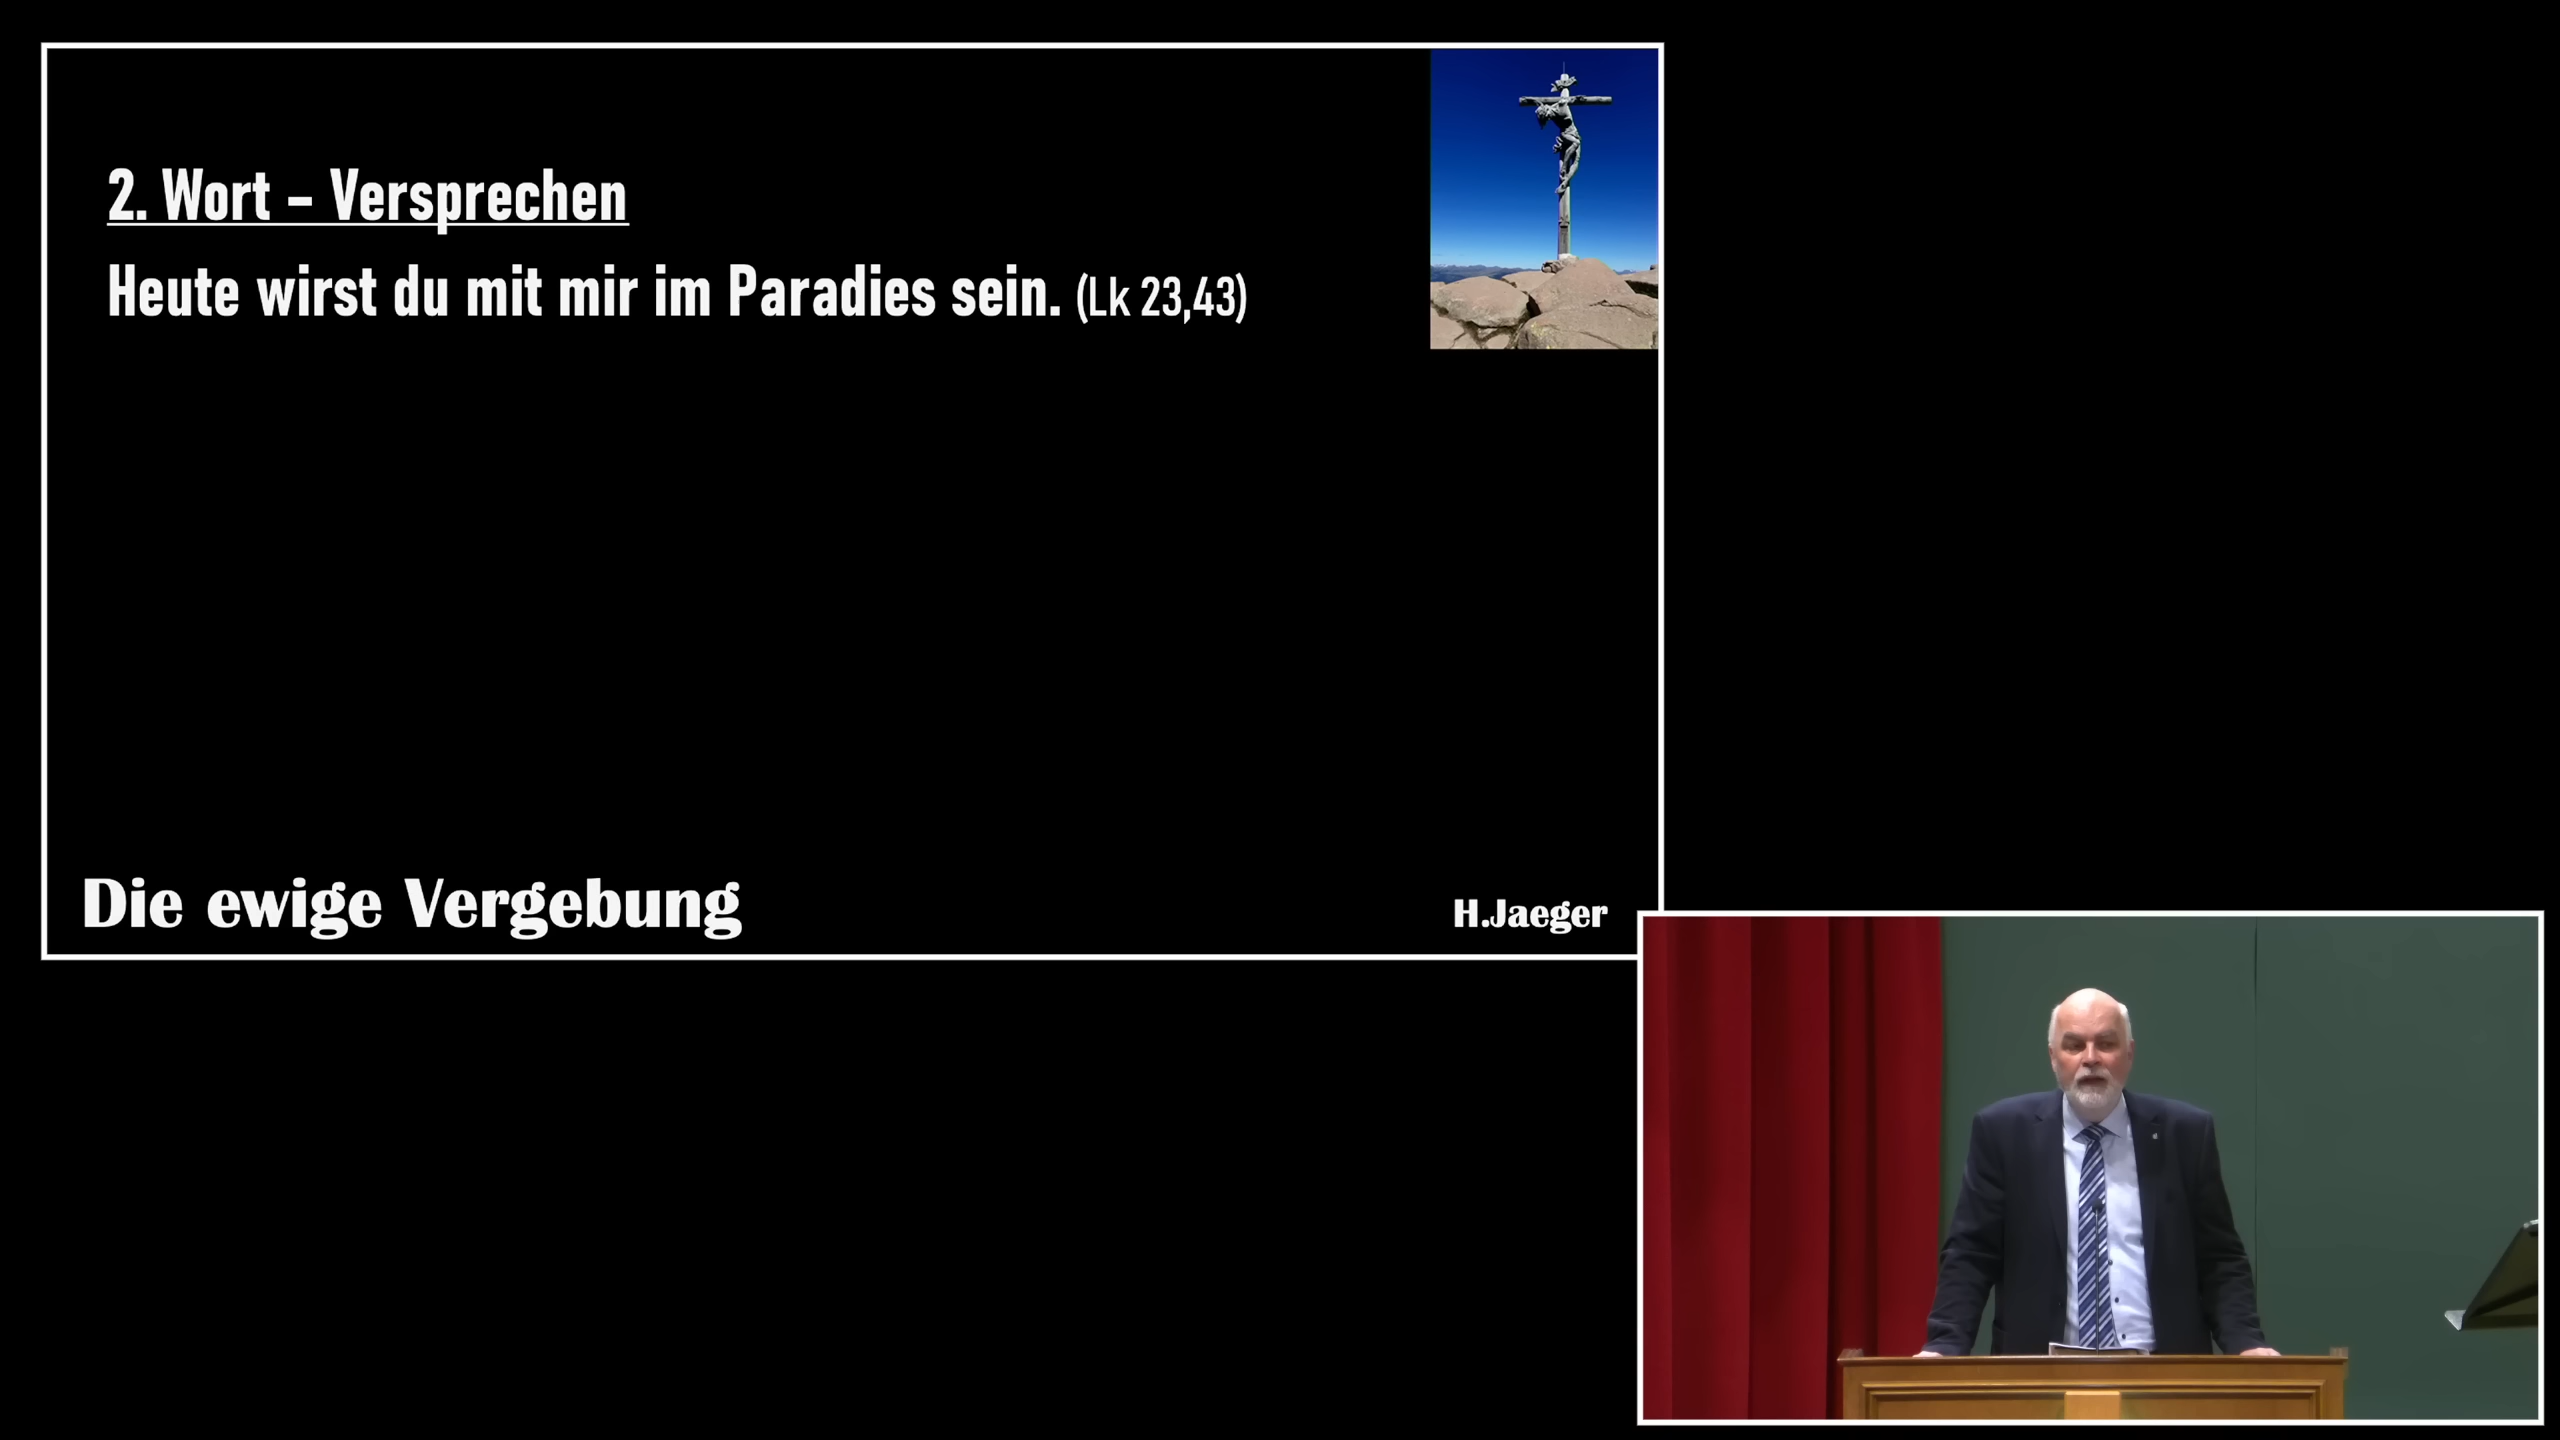 2. Wort – Versprechen
Heute wirst du mit mir im Paradies sein. (Lk 23,43)
Die ewige Vergebung
H.Jaeger